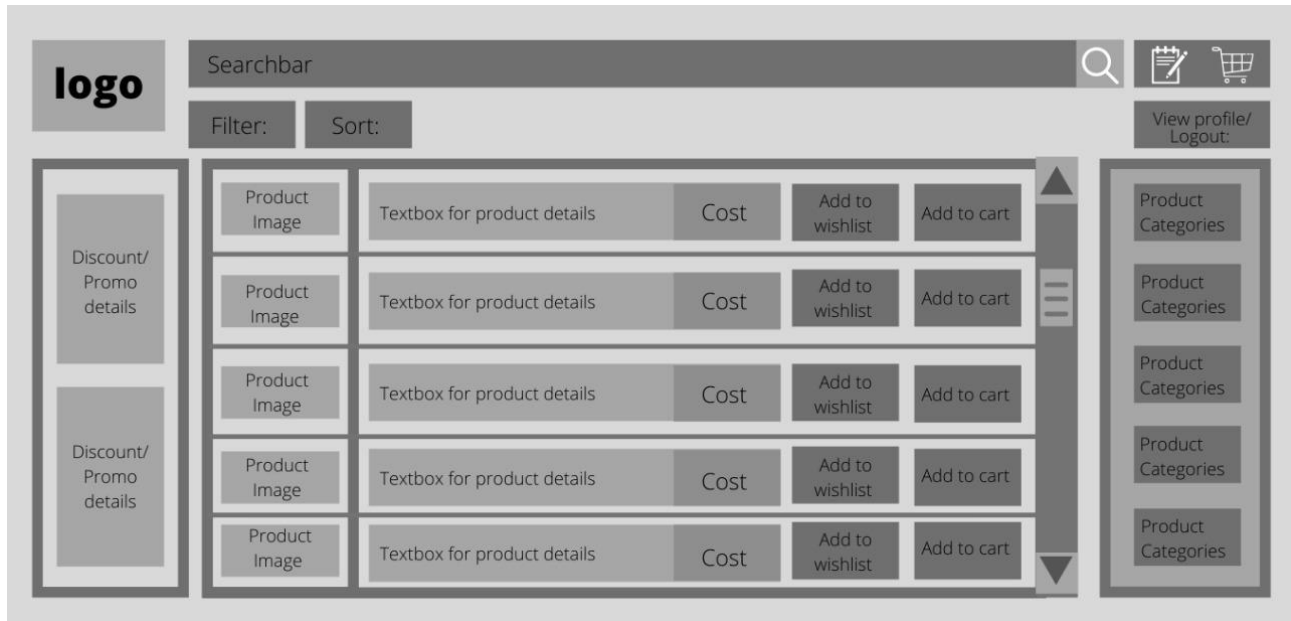 logo
Searchbar
Filter:
Sort:
View profile/
Logout:
Discount/
Promo
details
Discount/
Promo
details
Product
Image
Textbox for product details
Cost
Add to
wishlist
Add to cart
Product
Image
Textbox for product details
Cost
Add to
wishlist
Add to cart
Product
Image
Textbox for product details
Cost
Add to
wishlist
Add to cart
Product
Image
Textbox for product details
Cost
Add to
wishlist
Add to cart
Product
Image
Textbox for product details
Cost
Add to
wishlist
Add to cart
Product
Categories
Product
Categories
Product
Categories
Product
Categories
Product
Categories